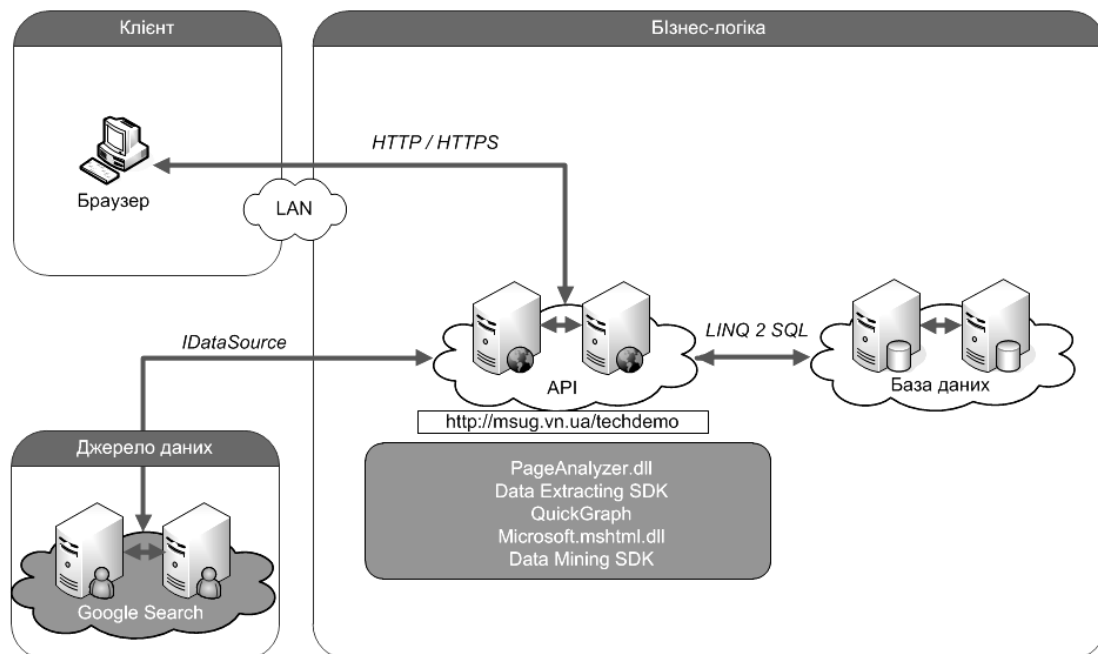 Клієнт
БІзнес-логіка
HTTP / HTTPS
Браузер
LAN
IDataSource
LINQ 2 SQL
API
База даних
http://msug.vn.ua/techdemo
Джерело даних
PageAnalyzer.dll
Data Extracting SDK
QuickGraph
Microsoft.mshtml.dll
Data Mining SDK
Google Search